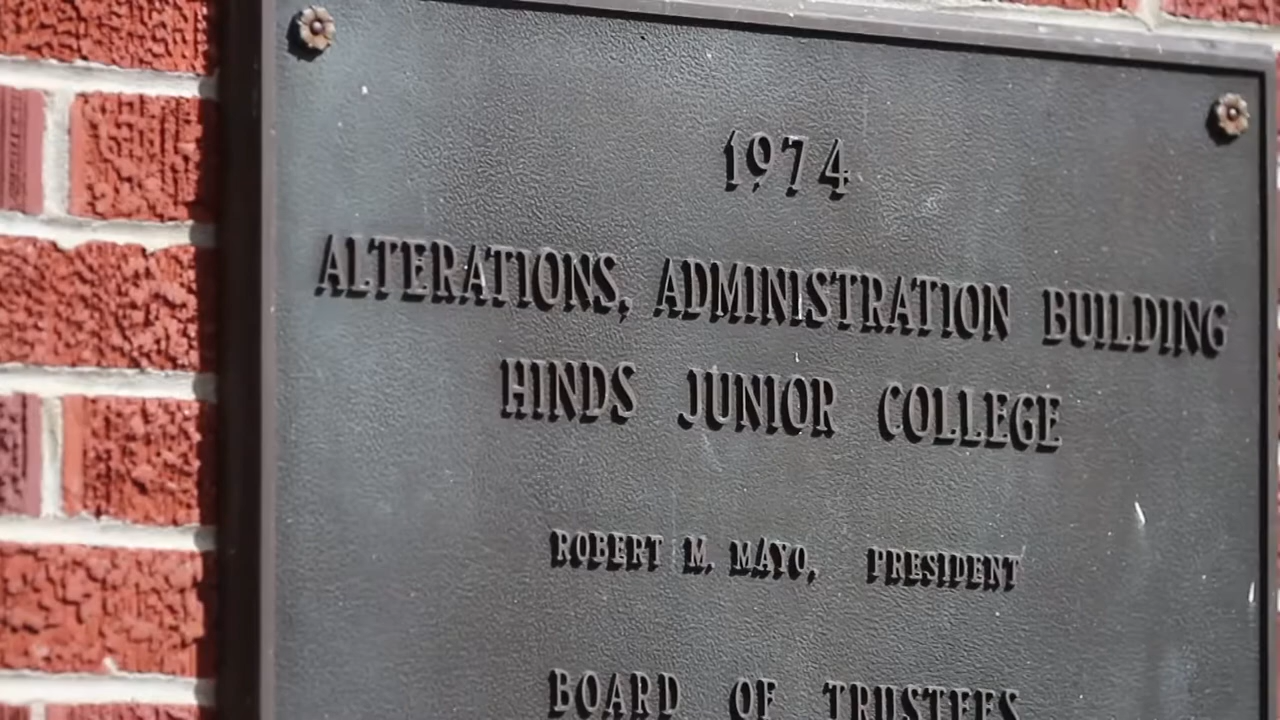 1974
ALTERATIONS, ADMINISTRATION BUILDING
HINDS JUNIOR COLLEGE
ROBERT M. MAYO, PRESIDENT
BOARD OF TRUSTEES